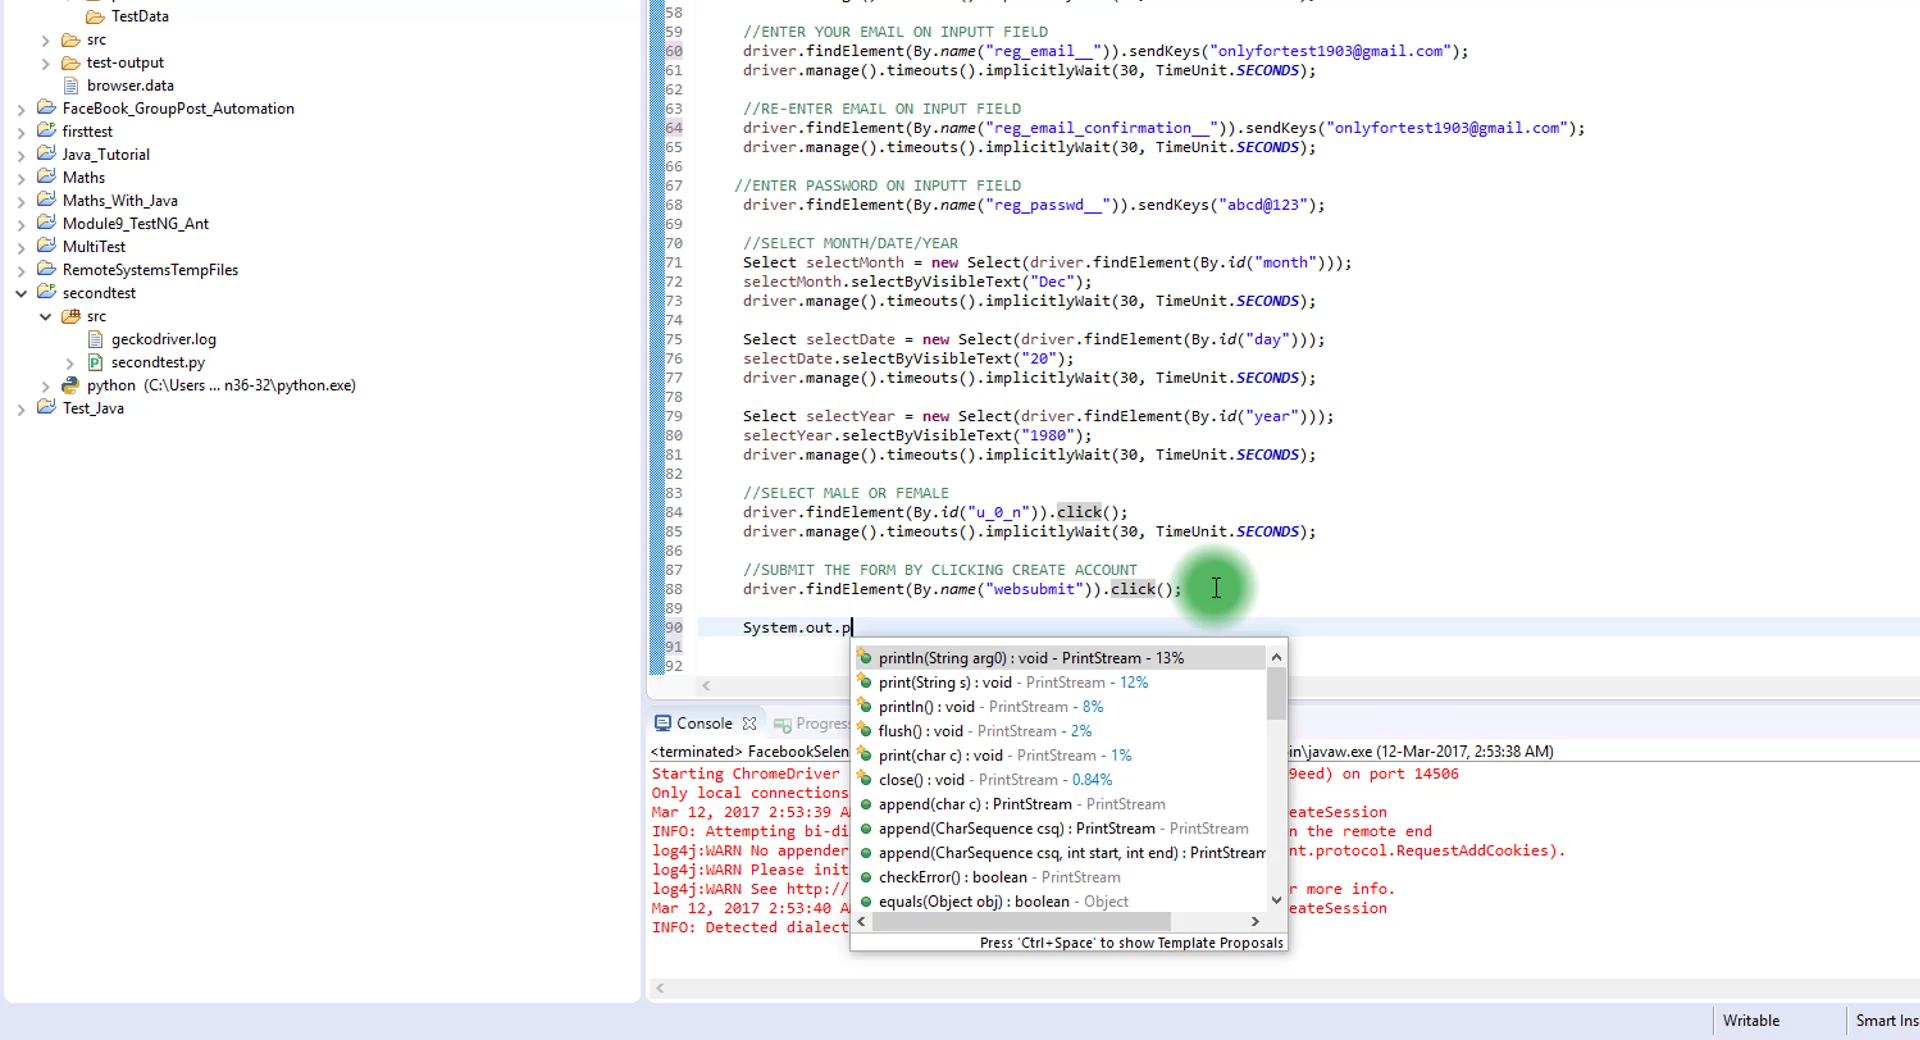 TestData
src
test-output
browser.data
FaceBook_GroupPost_Automation
firsttest
Java_Tutorial
Maths
Maths_With_Java
Module9_TestNG_Ant
MultiTest
RemoteSystemsTempFiles
secondtest
src
geckodriver.log
secondtest.py
python (C:\Users ... n36-32\python.exe)
Test_Java
58
59 //ENTER YOUR EMAIL ON INPUTT FIELD
60 driver.findElement(By.name("reg_email__")).sendKeys("onlyfortest1903@gmail.com");
61 driver.manage().timeouts().implicitlyWait(30, TimeUnit.SECONDS);
62
63 //RE-ENTER EMAIL ON INPUT FIELD
64 driver.findElement(By.name("reg_email_confirmation__")).sendKeys("onlyfortest1903@gmail.com");
65 driver.manage().timeouts().implicitlyWait(30, TimeUnit.SECONDS);
66
67 //ENTER PASSWORD ON INPUTT FIELD
68 driver.findElement(By.name("reg_passwd__")).sendKeys("abcd@123");
69
70 //SELECT MONTH/DATE/YEAR
71 Select selectMonth = new Select(driver.findElement(By.id("month")));
72 selectMonth.selectByVisibleText("Dec");
73 driver.manage().timeouts().implicitlyWait(30, TimeUnit.SECONDS);
74
75 Select selectDate = new Select(driver.findElement(By.id("day")));
76 selectDate.selectByVisibleText("20");
77 driver.manage().timeouts().implicitlyWait(30, TimeUnit.SECONDS);
78
79 Select selectYear = new Select(driver.findElement(By.id("year")));
80 selectYear.selectByVisibleText("1980");
81 driver.manage().timeouts().implicitlyWait(30, TimeUnit.SECONDS);
82
83 //SELECT MALE OR FEMALE
84 driver.findElement(By.id("u_0_n")).click();
85 driver.manage().timeouts().implicitlyWait(30, TimeUnit.SECONDS);
86
87 //SUBMIT THE FORM BY CLICKING CREATE ACCOUNT
88 driver.findElement(By.name("websubmit")).click();
89
90 System.out.p
91
92
println(String arg0) : void - PrintStream - 13%
print(String s) : void - PrintStream - 12%
println() : void - PrintStream - 8%
flush() : void - PrintStream - 2%
print(char c) : void - PrintStream - 1%
close() : void - PrintStream - 0.84%
append(char c) : PrintStream - PrintStream
append(CharSequence csq) : PrintStream - PrintStream
append(CharSequence csq, int start, int end) : PrintStream
checkError() : boolean - PrintStream
equals(Object obj) : boolean - Object
Press 'Ctrl+Space' to show Template Proposals
Console Progres
<terminated> FacebookSelen in\javaw.exe (12-Mar-2017, 2:53:38 AM)
Starting ChromeDriver 9eed) on port 14506
Only local connections
Mar 12, 2017 2:53:39 A eateSession
INFO: Attempting bi-di n the remote end
log4j:WARN No appender nt.protocol.RequestAddCookies).
log4j:WARN Please init
log4j:WARN See http:// r more info.
Mar 12, 2017 2:53:40 A eateSession
INFO: Detected dialect
Writable Smart Ins